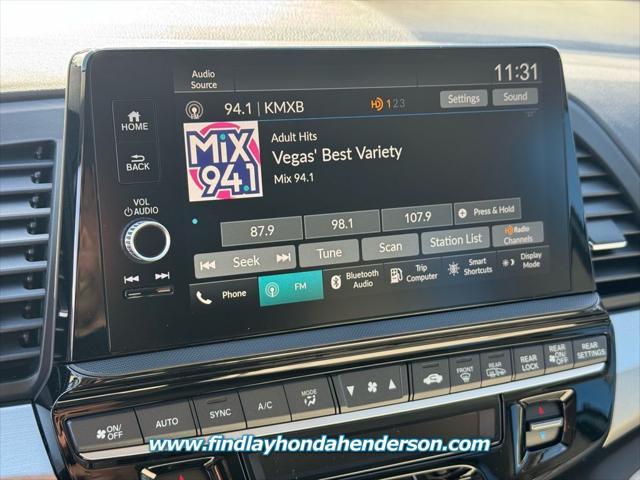 Audio Source
11:31
94.1 | KMXB
HD 1 2 3
Settings
Sound
HOME
BACK
VOL
AUDIO
MiX
94.1
Adult Hits
Vegas' Best Variety
Mix 94.1
87.9
98.1
107.9
Press & Hold
Seek
Tune
Scan
Station List
HD Radio Channels
Phone
FM
Bluetooth Audio
Trip Computer
Smart Shortcuts
Display Mode
ON/OFF
AUTO
SYNC
A/C
MODE
FRONT
REAR
REAR LOCK
REAR ON/OFF
REAR SETTINGS
www.findlayhondahenderson.com